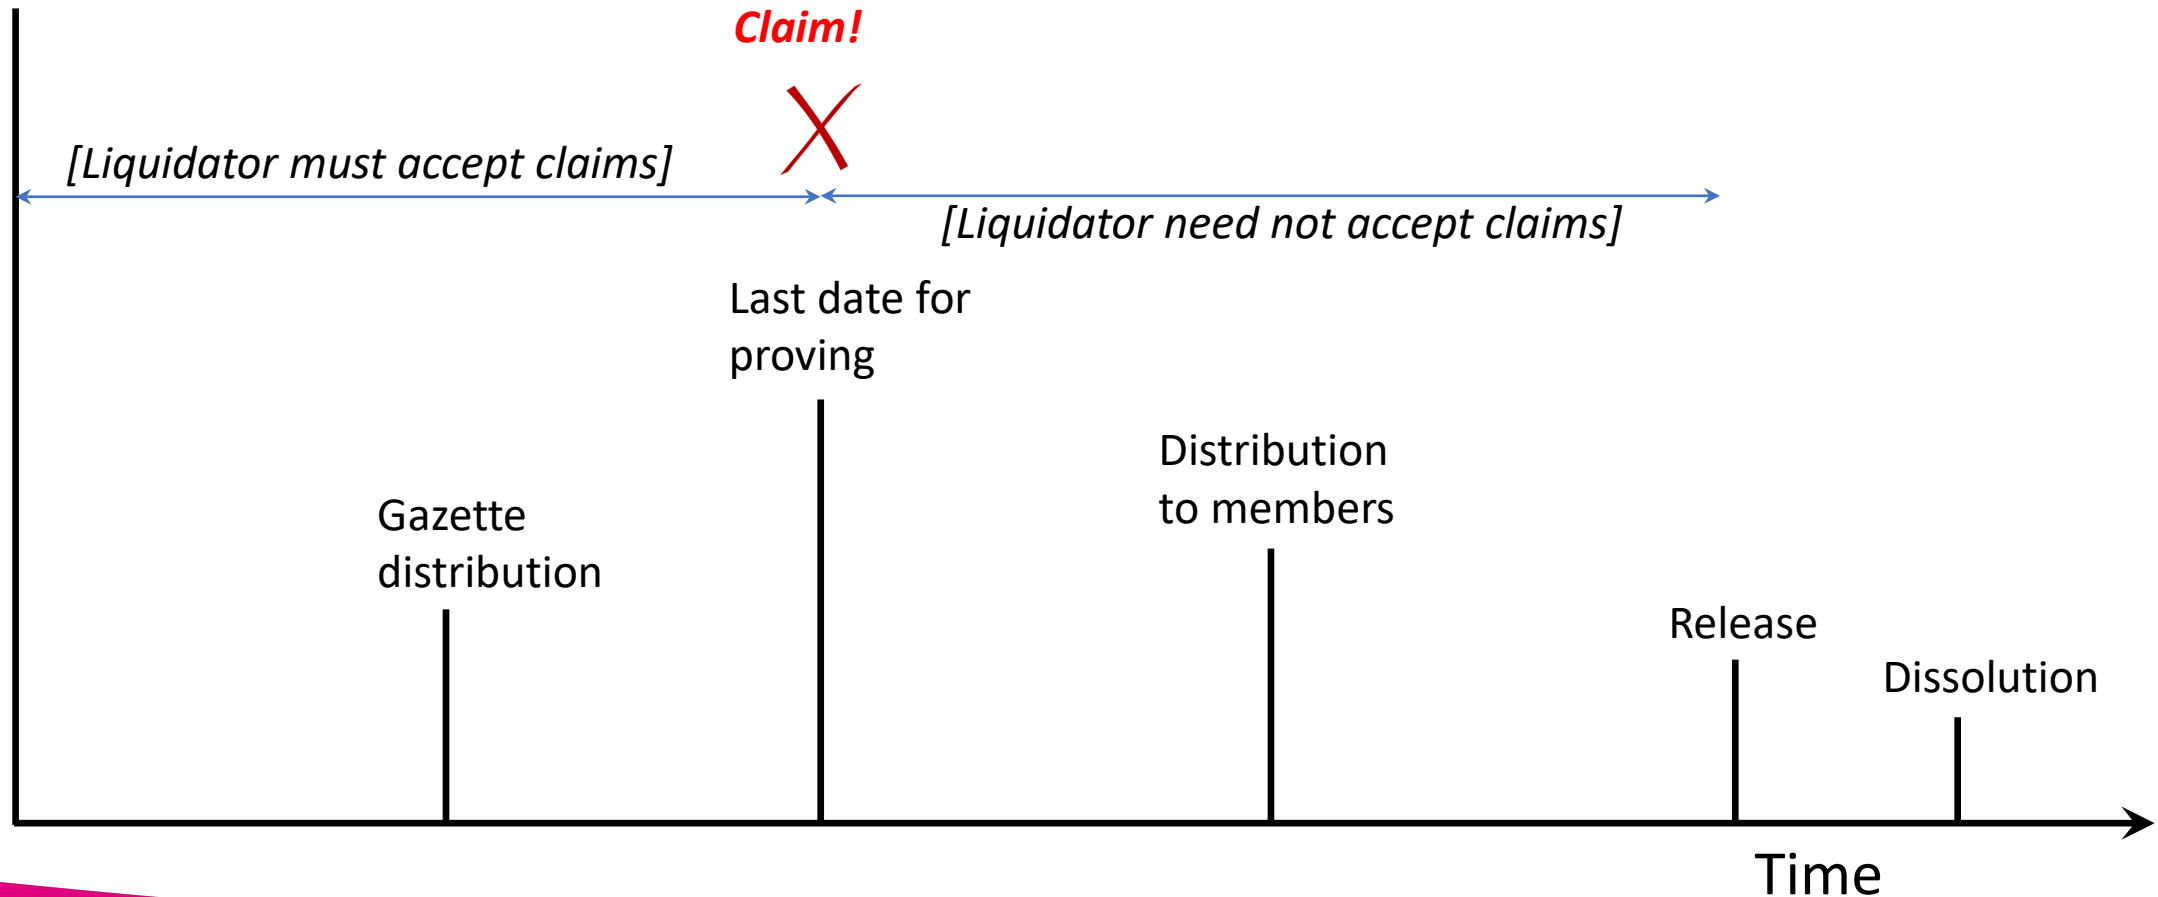 Claim!
[Liquidator must accept claims]
[Liquidator need not accept claims]
Last date for
proving
Distribution
to members
Gazette
distribution
Release
Dissolution
Time